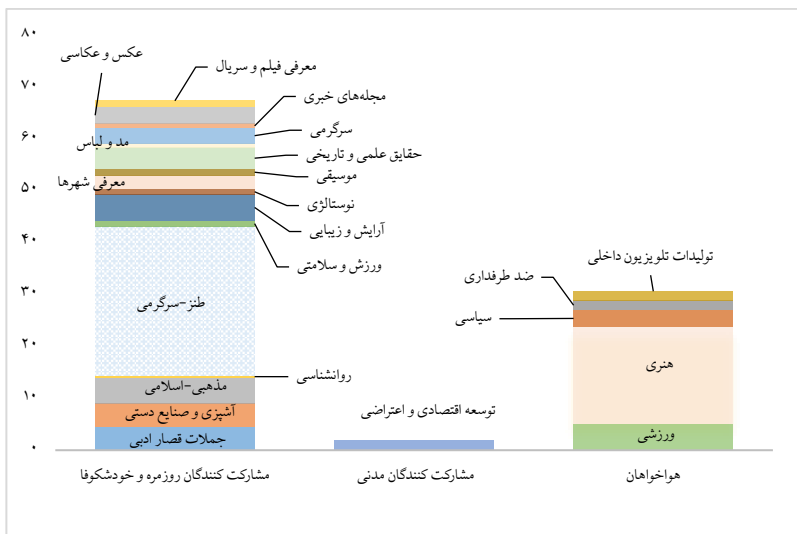 ۸۰
۷۰
۶۰
۵۰
۴۰
۳۰
۲۰
۱۰
۰
عکس و عکاسی
معرفی فیلم و سریال
مجله‌های خبری
سرگرمی
مد و لباس
حقایق علمی و تاریخی
موسیقی
معرفی شهرها
نوستالژی
آرایش و زیبایی
ورزش و سلامتی
طنز-سرگرمی
روانشناسی
مذهبی-اسلامی
آشپزی و صنایع دستی
جملات قصار ادبی
توسعه اقتصادی و اعتراضی
تولیدات تلویزیون داخلی
ضد طرفداری
سیاسی
هنری
ورزشی
مشارکت کنندگان روزمره و خودشکوفا
مشارکت کنندگان مدنی
هواخواهان